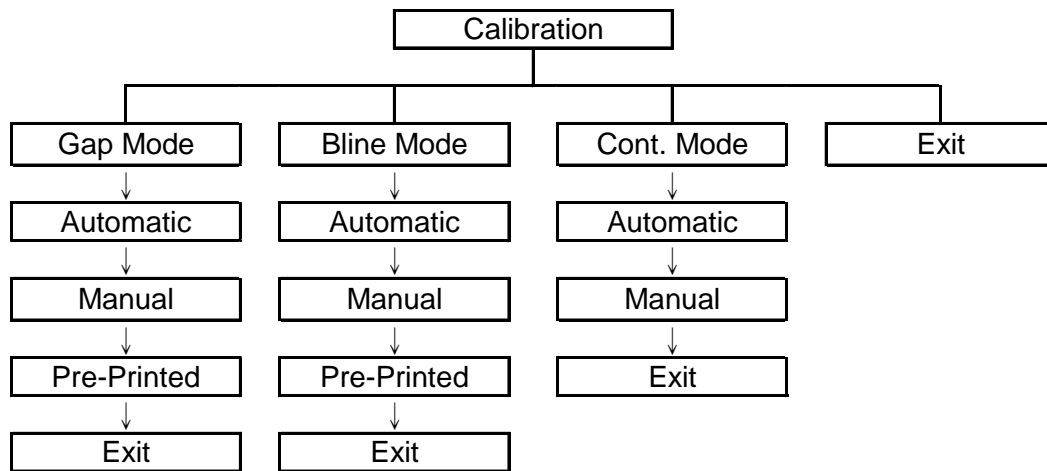 Calibration
Gap Mode
Bline Mode
Cont. Mode
Exit
Automatic
Automatic
Automatic
Manual
Manual
Manual
Pre-Printed
Pre-Printed
Exit
Exit
Exit